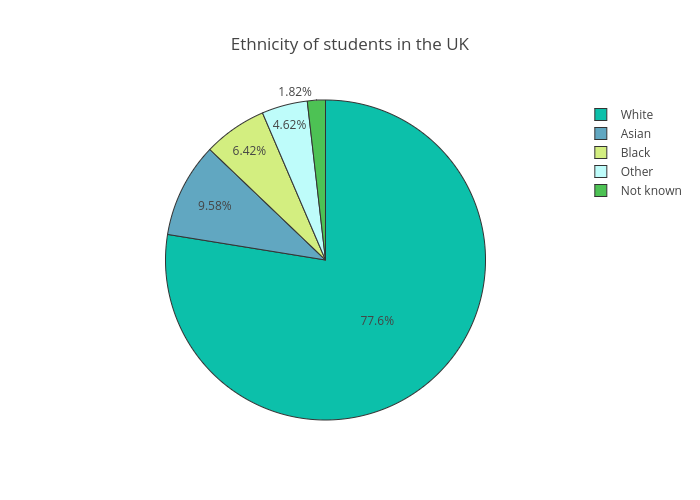 Ethnicity of students in the UK
1.82%
4.62%
6.42%
9.58%
77.6%
White
Asian
Black
Other
Not known